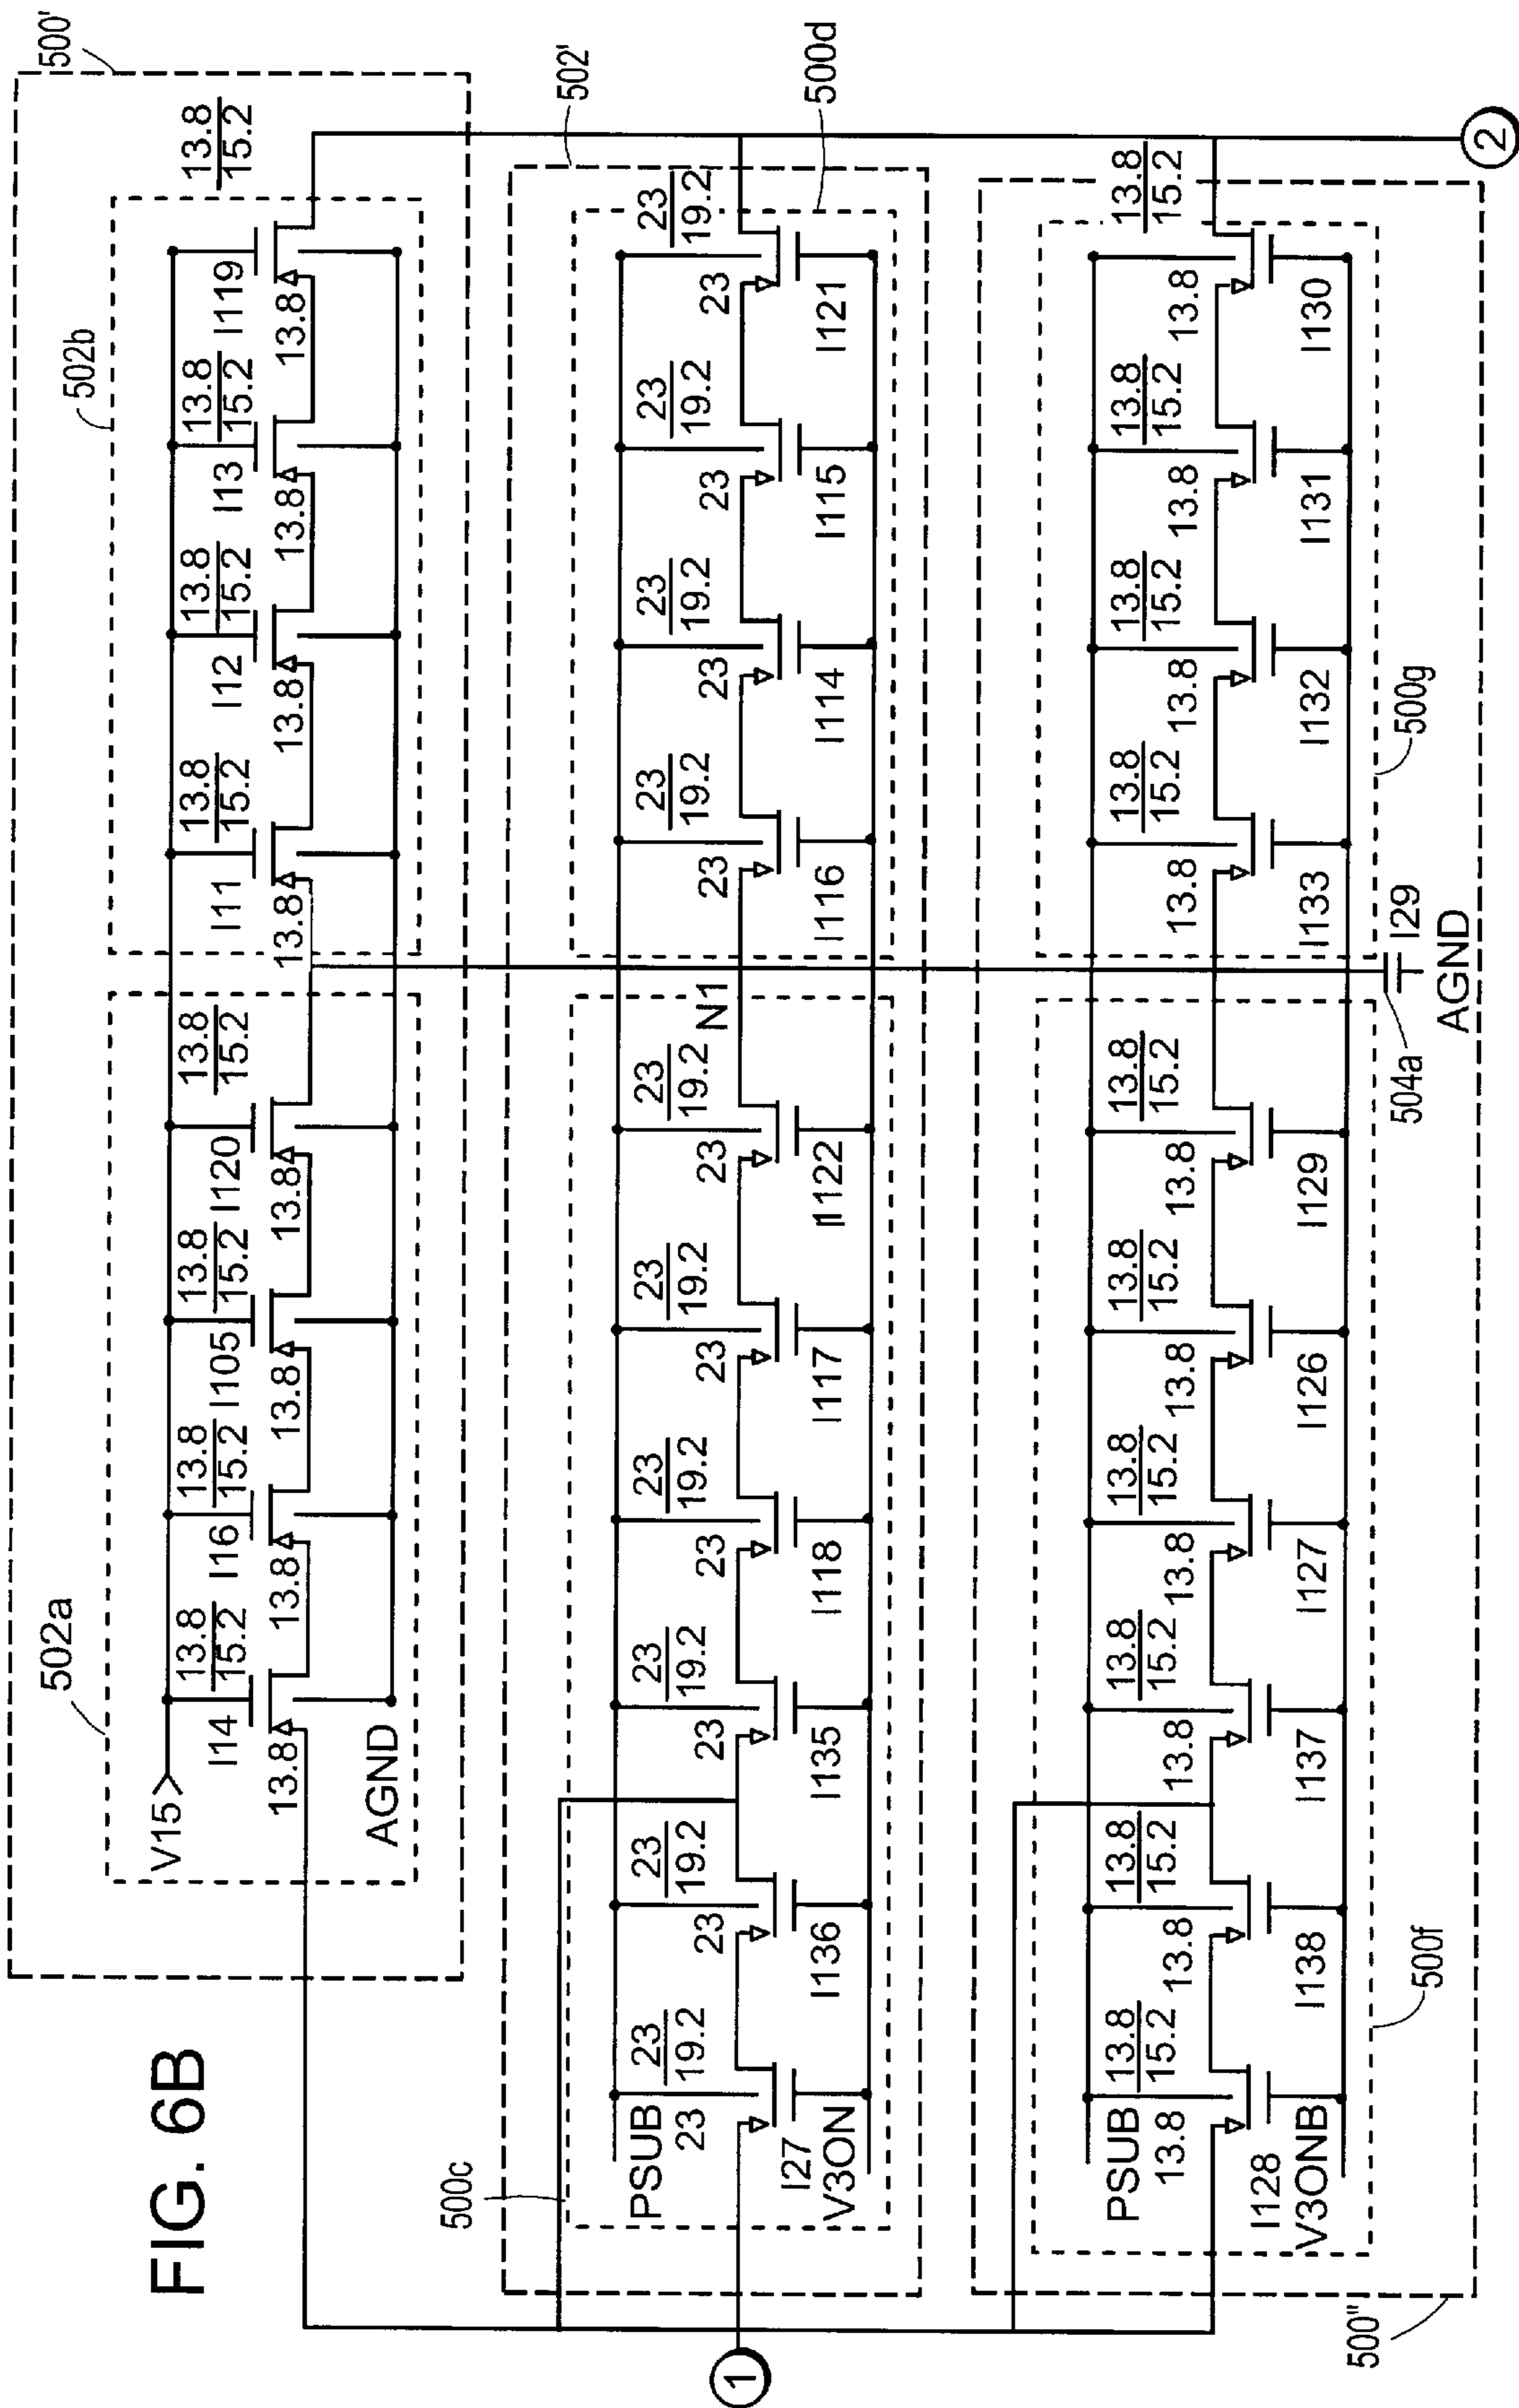 FIG. 6B
500'
502a
502b
V15>
AGND
I14
13.8
13.8
15.2
I16
13.8
13.8
15.2
I105
13.8
13.8
15.2
I120
13.8
13.8
15.2
I11
13.8
13.8
15.2
I12
13.8
13.8
15.2
I13
13.8
13.8
15.2
I119
13.8
13.8
15.2
502'
500c
500d
PSUB
23
23
19.2
I27
V3ON
23
23
19.2
I136
23
23
19.2
I135
23
23
19.2
I118
23
23
19.2
I117
23
23
19.2
I122
N1
23
23
19.2
I116
23
23
19.2
I114
23
23
19.2
I115
23
23
19.2
I121
1
500"
500f
500g
PSUB
13.8
13.8
15.2
I128
V3ONB
13.8
13.8
15.2
I138
13.8
13.8
15.2
I137
13.8
13.8
15.2
I127
13.8
13.8
15.2
I126
13.8
13.8
15.2
I129
13.8
13.8
15.2
I133
13.8
13.8
15.2
I132
13.8
13.8
15.2
I131
13.8
13.8
15.2
I130
504a
I29
AGND
2